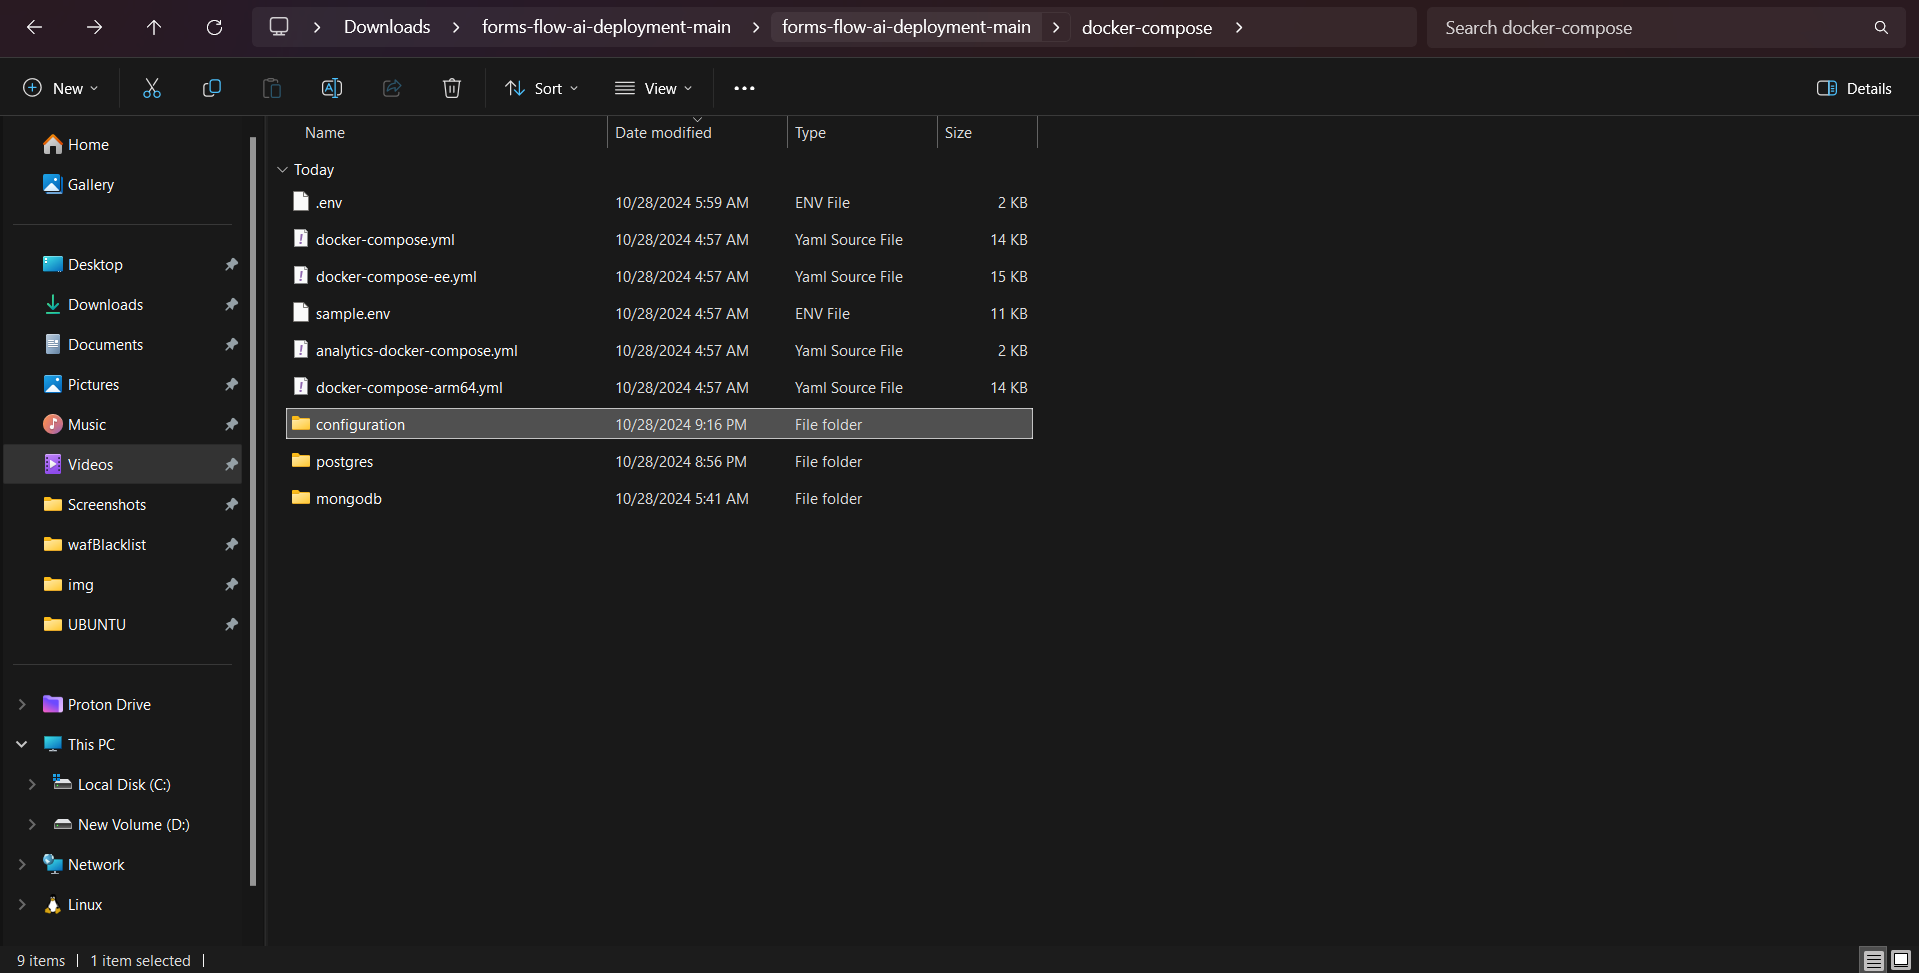 Downloads > forms-flow-ai-deployment-main > forms-flow-ai-deployment-main > docker-compose >
Search docker-compose
New
Sort
View
Details
Home
Gallery
Desktop
Downloads
Documents
Pictures
Music
Videos
Screenshots
wafBlacklist
img
UBUNTU
Proton Drive
This PC
Local Disk (C:)
New Volume (D:)
Network
Linux
Name Date modified Type Size
Today
.env 10/28/2024 5:59 AM ENV File 2 KB
docker-compose.yml 10/28/2024 4:57 AM Yaml Source File 14 KB
docker-compose-ee.yml 10/28/2024 4:57 AM Yaml Source File 15 KB
sample.env 10/28/2024 4:57 AM ENV File 11 KB
analytics-docker-compose.yml 10/28/2024 4:57 AM Yaml Source File 2 KB
docker-compose-arm64.yml 10/28/2024 4:57 AM Yaml Source File 14 KB
configuration 10/28/2024 9:16 PM File folder
postgres 10/28/2024 8:56 PM File folder
mongodb 10/28/2024 5:41 AM File folder
9 items | 1 item selected |